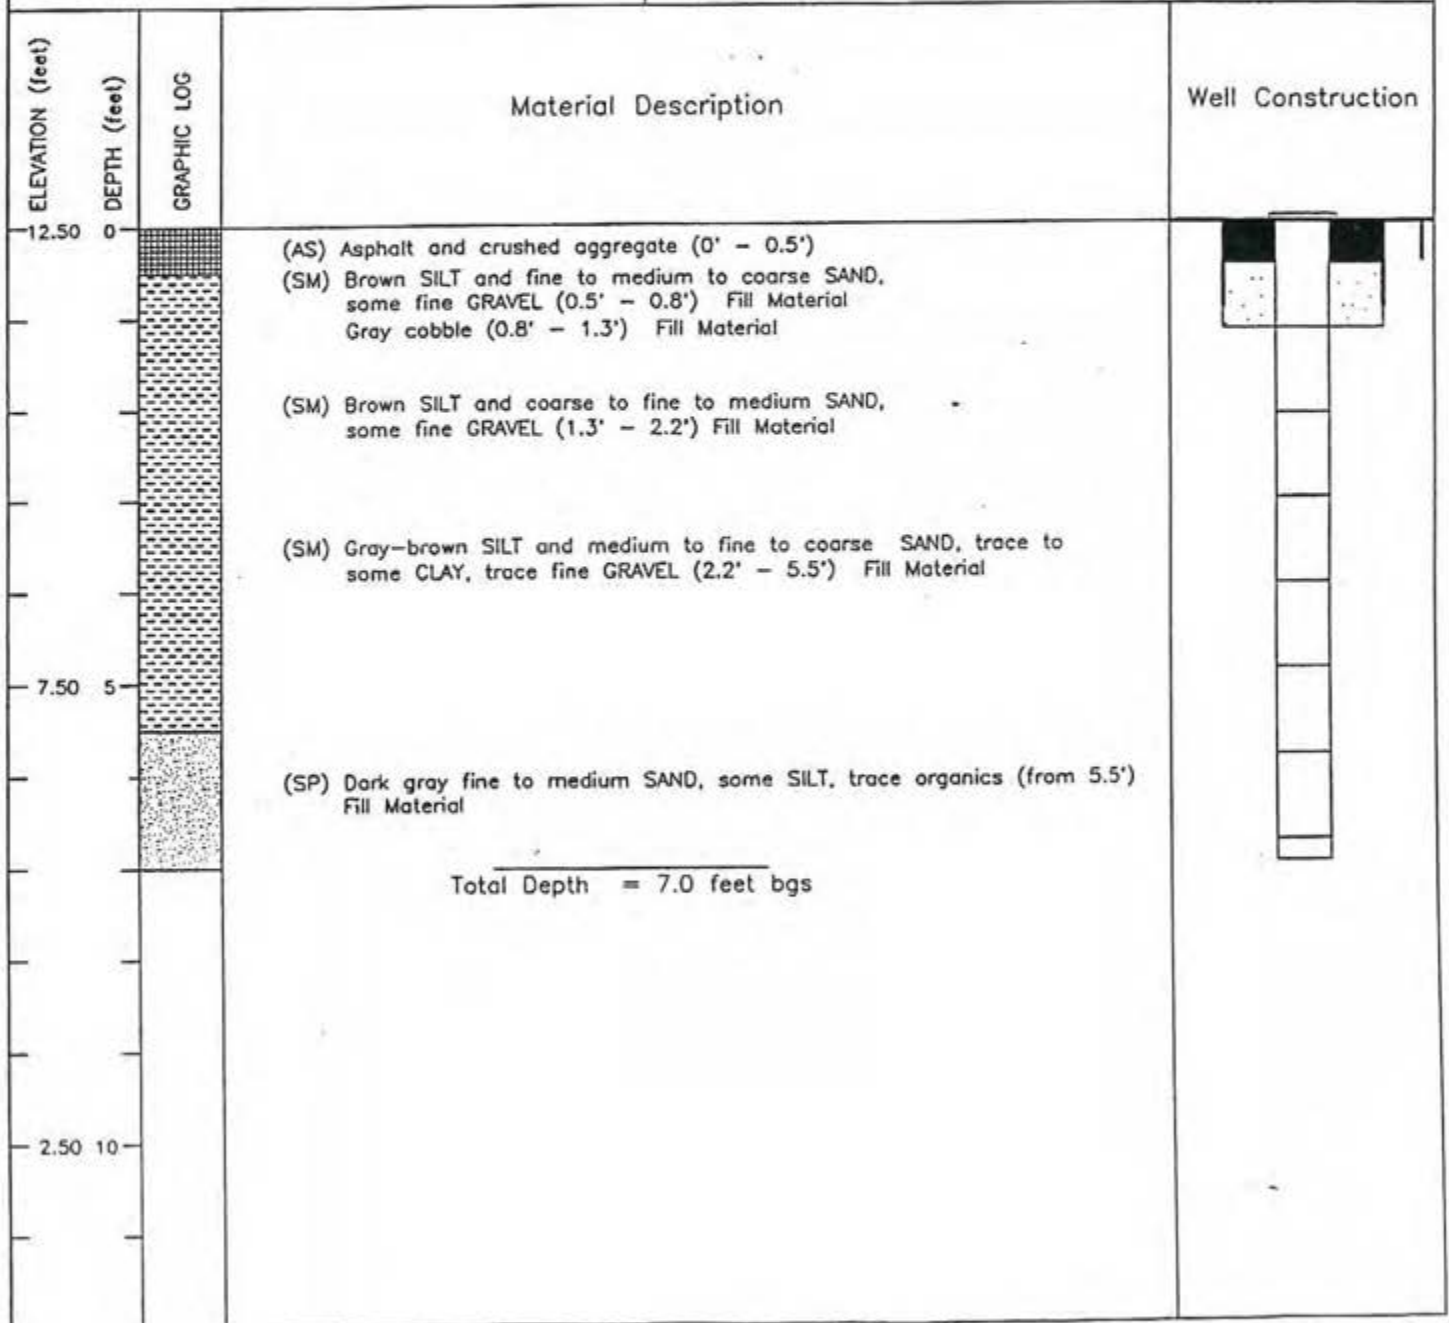 ELEVATION (feet)
DEPTH (feet)
GRAPHIC LOG
Material Description
Well Construction
12.50 0
(AS) Asphalt and crushed aggregate (0' – 0.5')
(SM) Brown SILT and fine to medium to coarse SAND,
some fine GRAVEL (0.5' – 0.8') Fill Material
Gray cobble (0.8' – 1.3') Fill Material
(SM) Brown SILT and coarse to fine to medium SAND,
some fine GRAVEL (1.3' – 2.2') Fill Material
(SM) Gray–brown SILT and medium to fine to coarse SAND, trace to
some CLAY, trace fine GRAVEL (2.2' – 5.5') Fill Material
7.50 5
(SP) Dark gray fine to medium SAND, some SILT, trace organics (from 5.5')
Fill Material
Total Depth = 7.0 feet bgs
2.50 10